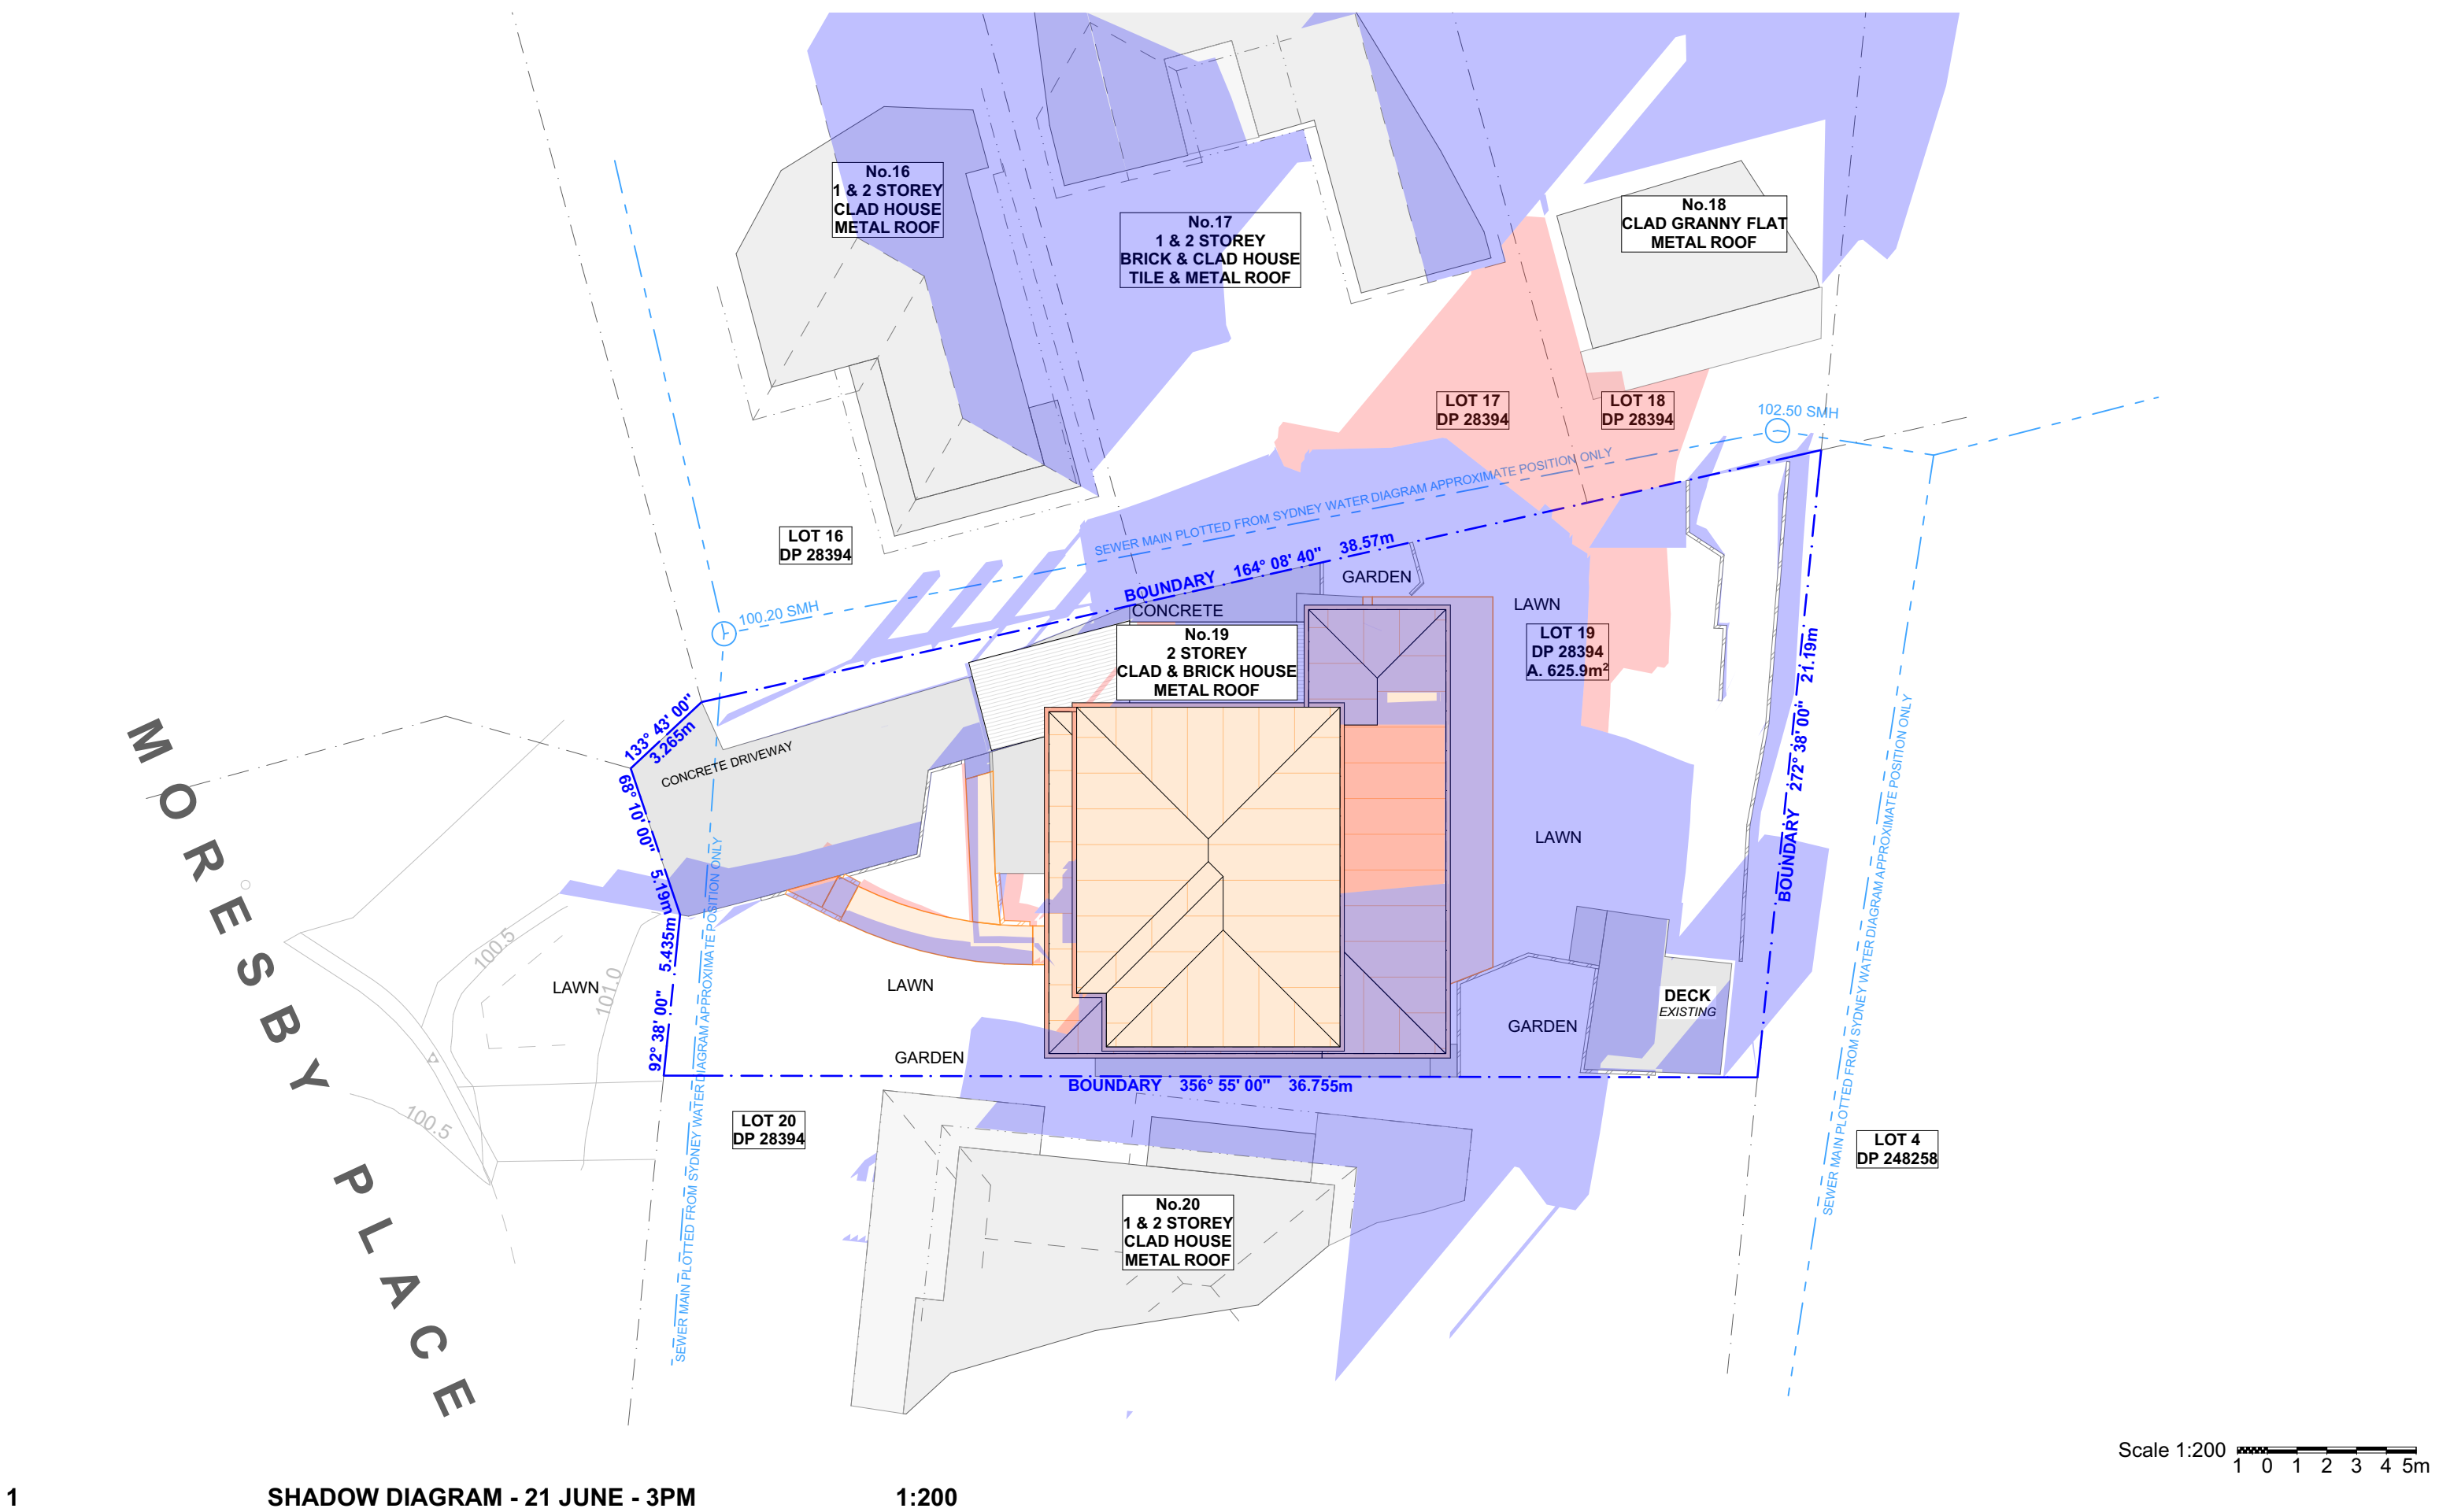 No.16
1 & 2 STOREY
CLAD HOUSE
METAL ROOF
No.17
1 & 2 STOREY
BRICK & CLAD HOUSE
TILE & METAL ROOF
No.18
CLAD GRANNY FLAT
METAL ROOF
LOT 17
DP 28394
LOT 18
DP 28394
102.50 SMH
SEWER MAIN PLOTTED FROM SYDNEY WATER DIAGRAM APPROXIMATE POSITION ONLY
LOT 16
DP 28394
BOUNDARY 164° 08' 40" 38.57m
GARDEN
100.20 SMH
CONCRETE
LAWN
No.19
2 STOREY
CLAD & BRICK HOUSE
METAL ROOF
LOT 19
DP 28394
A. 625.9m²
133° 43' 00"
3.265m
CONCRETE DRIVEWAY
68° 10' 00" 5.19m
BOUNDARY 272° 38' 00" 21.19m
SEWER MAIN PLOTTED FROM SYDNEY WATER DIAGRAM APPROXIMATE POSITION ONLY
LAWN
MORESBY PLACE
100.5
101.0
LAWN
92° 38' 00" 5.435m
SEWER MAIN PLOTTED FROM SYDNEY WATER DIAGRAM APPROXIMATE POSITION ONLY
LAWN
DECK
EXISTING
GARDEN
GARDEN
BOUNDARY 356° 55' 00" 36.755m
100.5
LOT 20
DP 28394
LOT 4
DP 248258
No.20
1 & 2 STOREY
CLAD HOUSE
METAL ROOF
Scale 1:200
1 0 1 2 3 4 5m
1 SHADOW DIAGRAM - 21 JUNE - 3PM 1:200